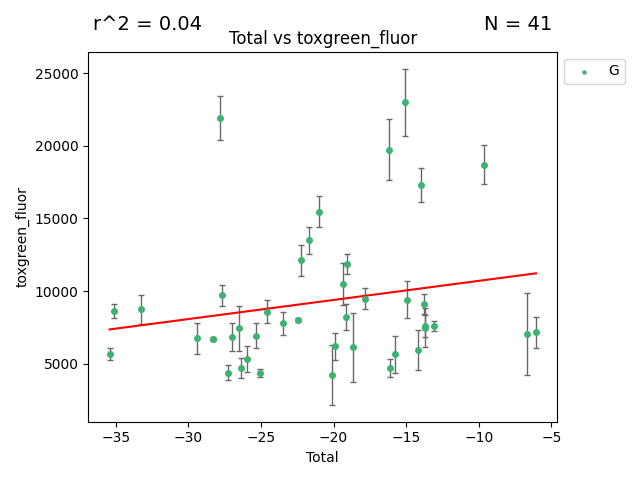 r^2 = 0.04
N = 41
Total vs toxgreen_fluor
G
25000
20000
15000
10000
5000
toxgreen_fluor
−35
−30
−25
−20
−15
−10
−5
Total